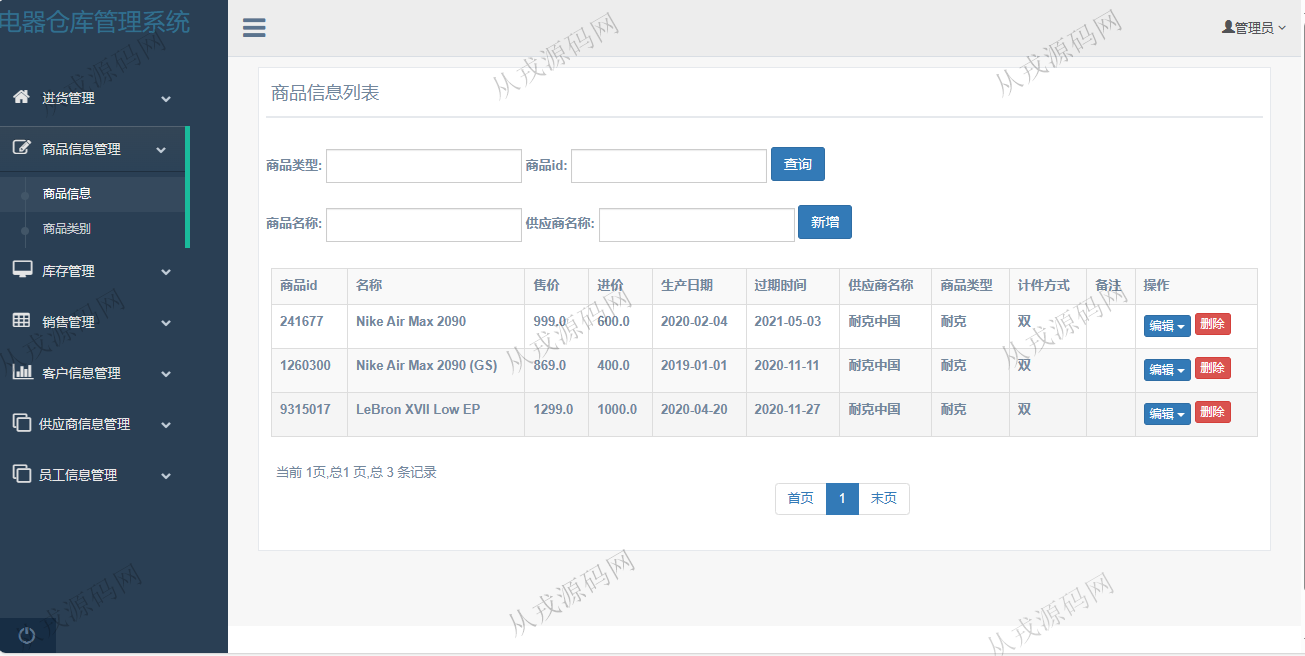 电器仓库管理系统
管理员
进货管理
商品信息管理
商品信息
商品类别
库存管理
销售管理
客户信息管理
供应商信息管理
员工信息管理
商品信息列表
商品类型: 商品id: 查询
商品名称: 供应商名称: 新增
商品id 名称 售价 进价 生产日期 过期时间 供应商名称 商品类型 计件方式 备注 操作
241677 Nike Air Max 2090 999.0 600.0 2020-02-04 2021-05-03 耐克中国 耐克 双 编辑 删除
1260300 Nike Air Max 2090 (GS) 869.0 400.0 2019-01-01 2020-11-11 耐克中国 耐克 双 编辑 删除
9315017 LeBron XVII Low EP 1299.0 1000.0 2020-04-20 2020-11-27 耐克中国 耐克 双 编辑 删除
当前 1页,总1 页,总 3 条记录
首页 1 末页
从戎源码网
从戎源码网
从戎源码网
从戎源码网
从戎源码网
从戎源码网
从戎源码网
从戎源码网
从戎源码网